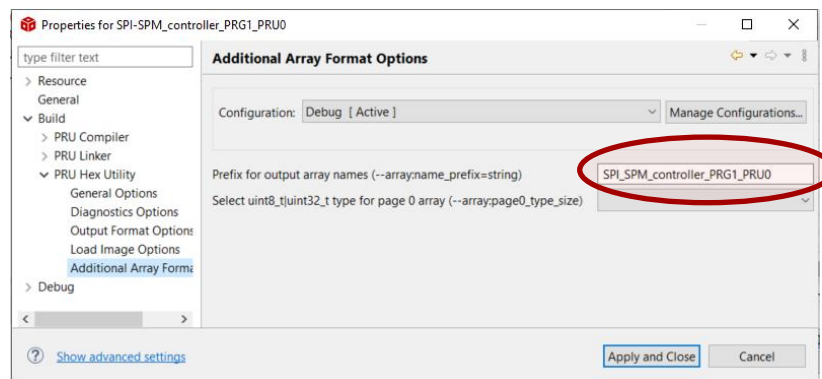 Properties for SPI-SPM_controller_PRG1_PRU0
type filter text
Resource
General
Build
PRU Compiler
PRU Linker
PRU Hex Utility
General Options
Diagnostics Options
Output Format Options
Load Image Options
Additional Array Forma
Debug
Show advanced settings
Additional Array Format Options
Configuration: Debug [ Active ] Manage Configurations...
Prefix for output array names (--array:name_prefix=string) SPI_SPM_controller_PRG1_PRU0
Select uint8_t|uint32_t type for page 0 array (--array:page0_type_size)
Apply and Close Cancel